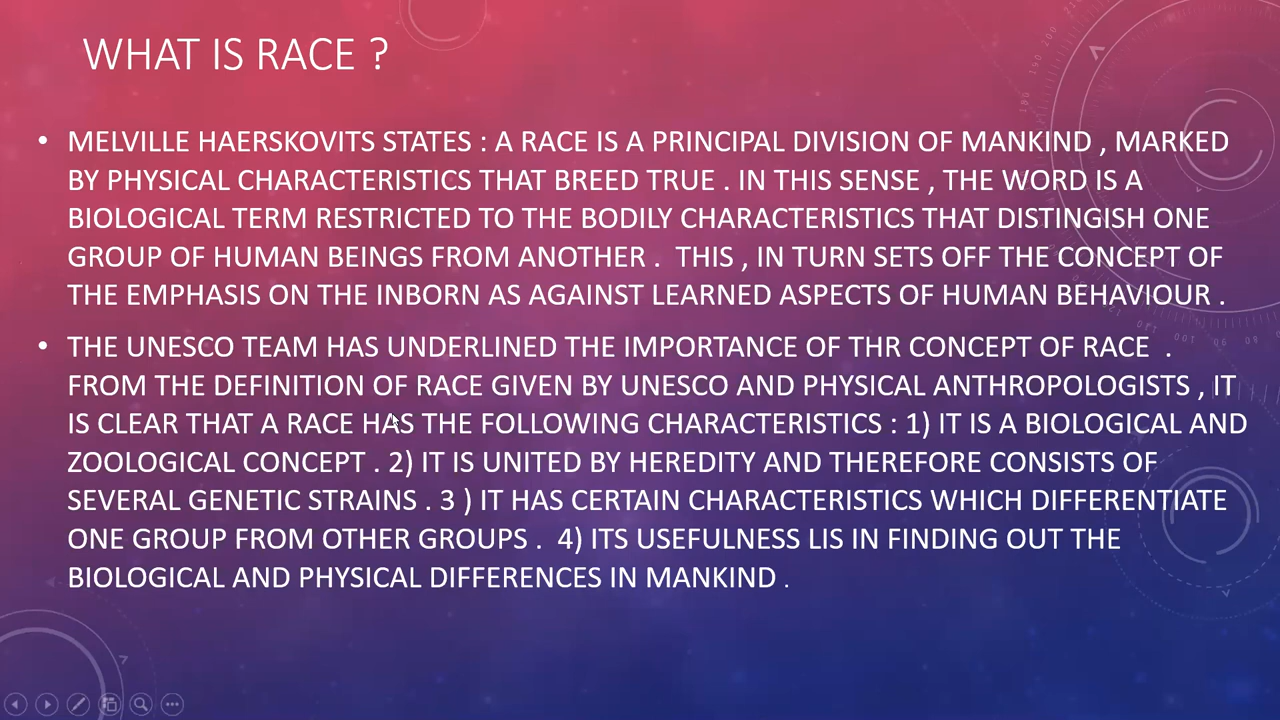 WHAT IS RACE ?
• MELVILLE HAERSKOVITS STATES : A RACE IS A PRINCIPAL DIVISION OF MANKIND , MARKED
BY PHYSICAL CHARACTERISTICS THAT BREED TRUE . IN THIS SENSE , THE WORD IS A
BIOLOGICAL TERM RESTRICTED TO THE BODILY CHARACTERISTICS THAT DISTINGISH ONE
GROUP OF HUMAN BEINGS FROM ANOTHER .  THIS , IN TURN SETS OFF THE CONCEPT OF
THE EMPHASIS ON THE INBORN AS AGAINST LEARNED ASPECTS OF HUMAN BEHAVIOUR .
• THE UNESCO TEAM HAS UNDERLINED THE IMPORTANCE OF THR CONCEPT OF RACE  .
FROM THE DEFINITION OF RACE GIVEN BY UNESCO AND PHYSICAL ANTHROPOLOGISTS , IT
IS CLEAR THAT A RACE HAS THE FOLLOWING CHARACTERISTICS : 1) IT IS A BIOLOGICAL AND
ZOOLOGICAL CONCEPT . 2) IT IS UNITED BY HEREDITY AND THEREFORE CONSISTS OF
SEVERAL GENETIC STRAINS . 3 ) IT HAS CERTAIN CHARACTERISTICS WHICH DIFFERENTIATE
ONE GROUP FROM OTHER GROUPS .  4) ITS USEFULNESS LIS IN FINDING OUT THE
BIOLOGICAL AND PHYSICAL DIFFERENCES IN MANKIND .